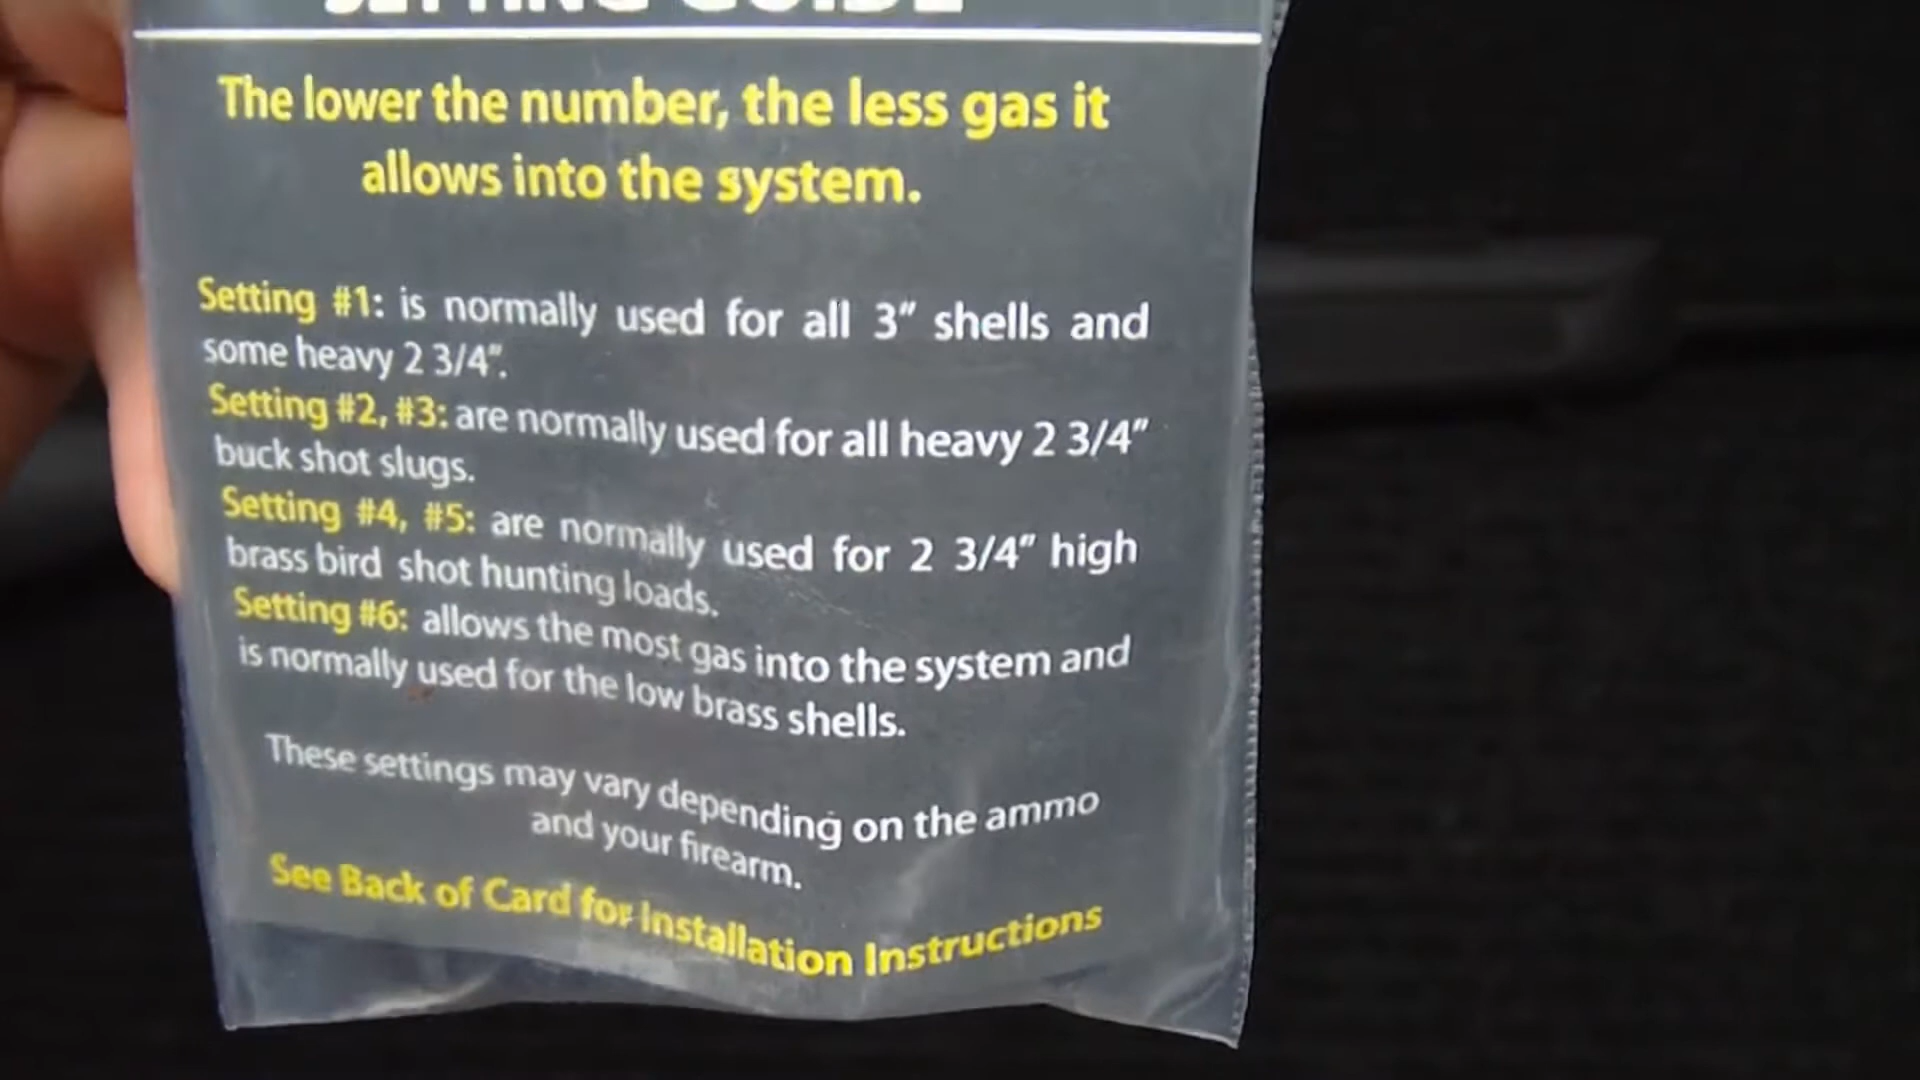 SETTING GUIDE
The lower the number, the less gas it
allows into the system.
Setting #1: is normally used for all 3" shells and
some heavy 2 3/4".
Setting #2, #3: are normally used for all heavy 2 3/4"
buck shot slugs.
Setting #4, #5: are normally used for 2 3/4" high
brass bird shot hunting loads.
Setting #6: allows the most gas into the system and
is normally used for the low brass shells.
These settings may vary depending on the ammo
and your firearm.
See Back of Card for Installation Instructions